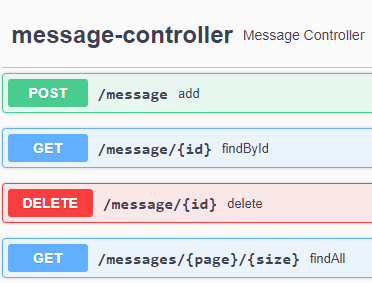 message-controller Message Controller
POST /message add
GET /message/{id} findById
DELETE /message/{id} delete
GET /messages/{page}/{size} findAll